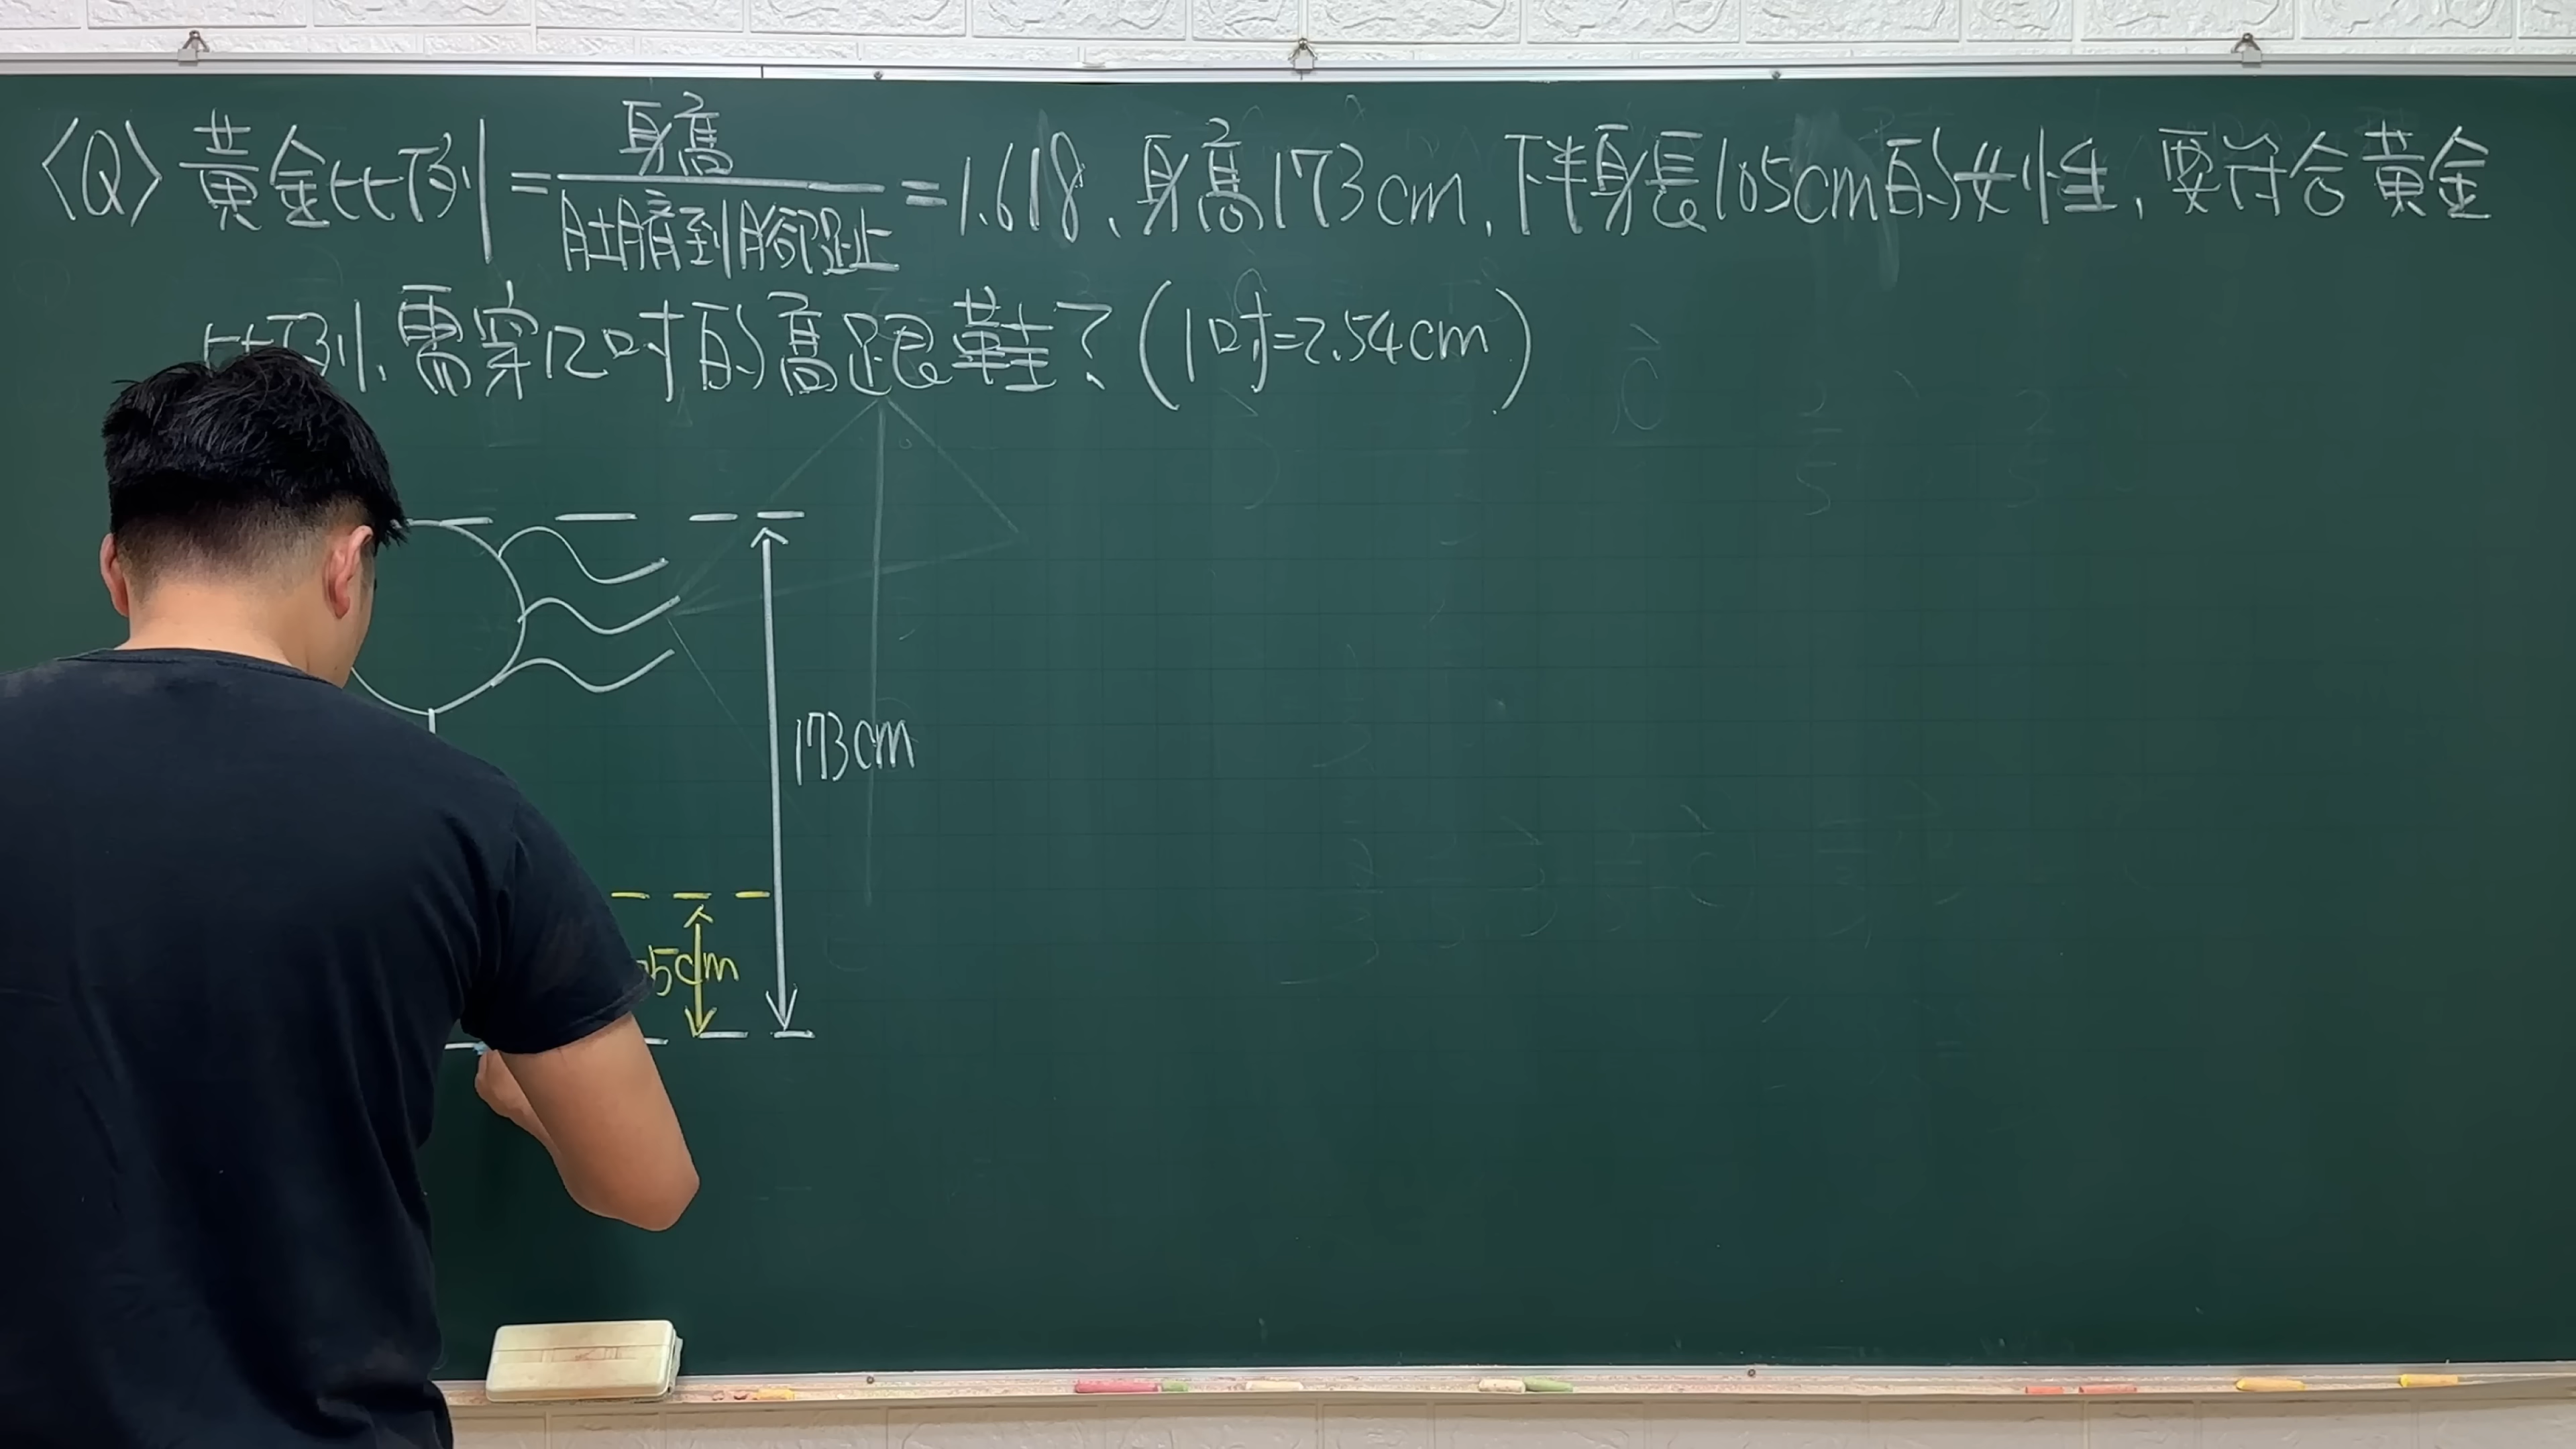 〈Q〉黃金比例=身高/肚臍到腳趾=1.618、身高173cm,下半身長105cm的女性,要符合黃金
比例、需穿幾吋的高跟鞋?(1吋=2.54cm)
173cm
5cm